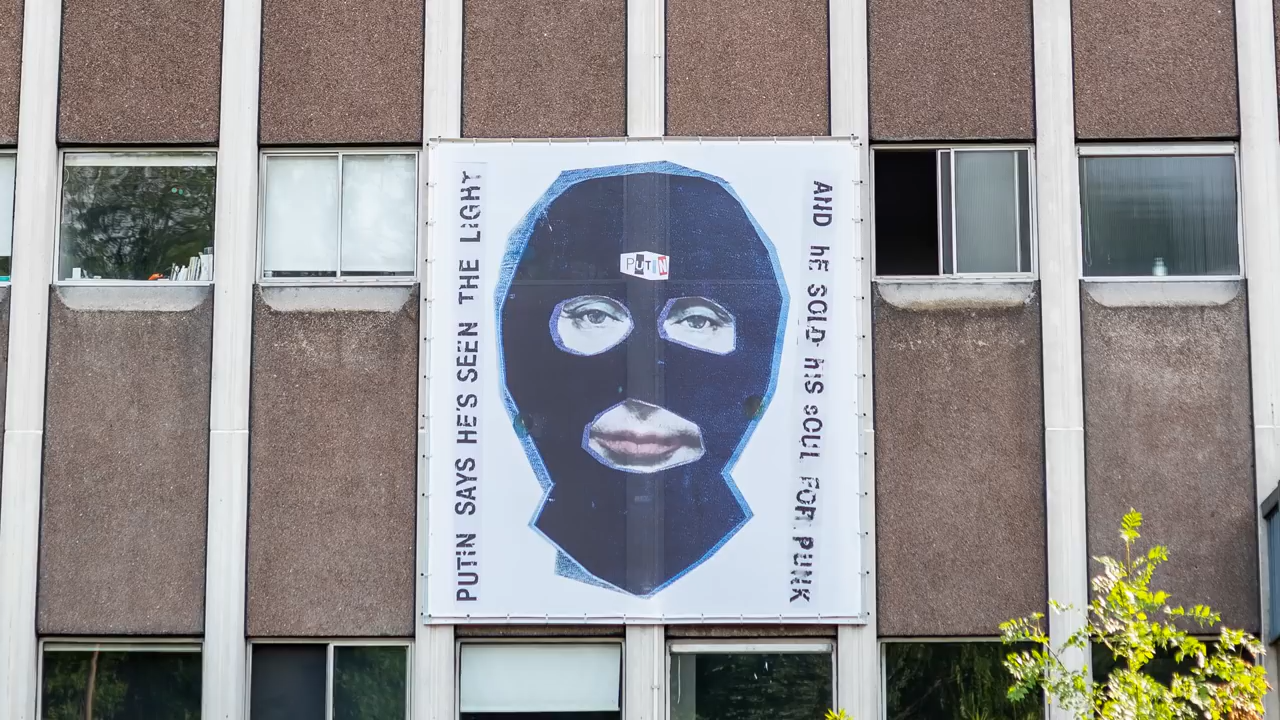 PUTiN SAYS HE'S SEEN THE LiGHT
PUTiN
AND hE SOLD HiS sOUL FOR PUNK